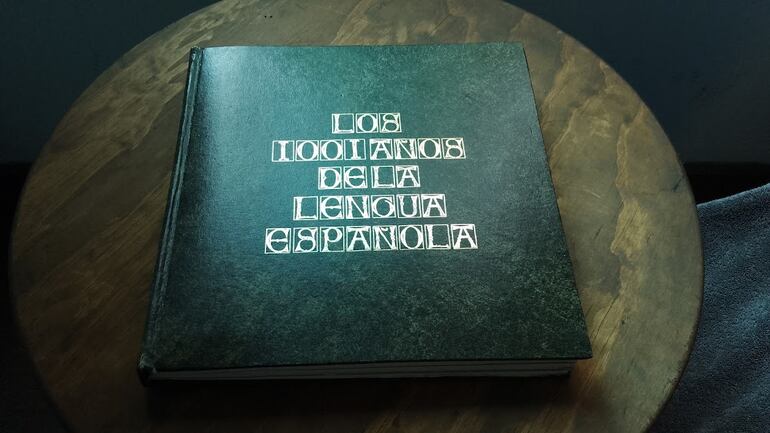 LOS
1001 AÑOS
DE LA
LENGUA
ESPAÑOLA